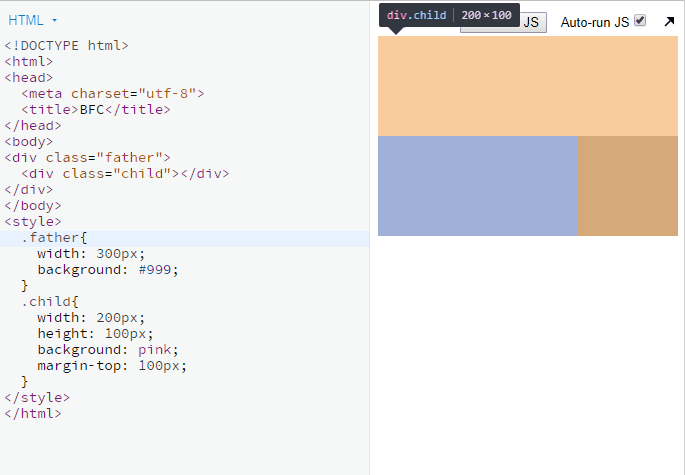 HTML
div.child 200×100
JS
Auto-run JS
<!DOCTYPE html>
<html>
<head>
  <meta charset="utf-8">
  <title>BFC</title>
</head>
<body>
<div class="father">
  <div class="child"></div>
</div>
</body>
<style>
  .father{
    width: 300px;
    background: #999;
  }
  .child{
    width: 200px;
    height: 100px;
    background: pink;
    margin-top: 100px;
  }
</style>
</html>